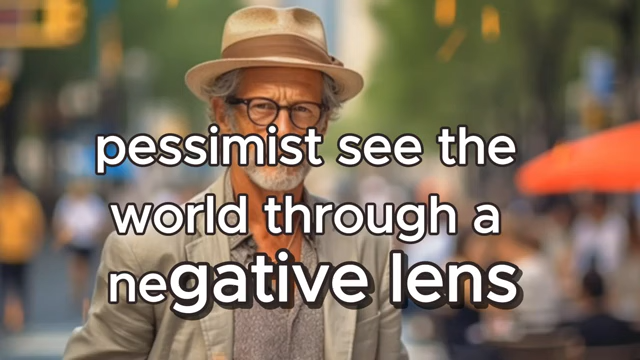 pessimist see the
world through a
negative lens